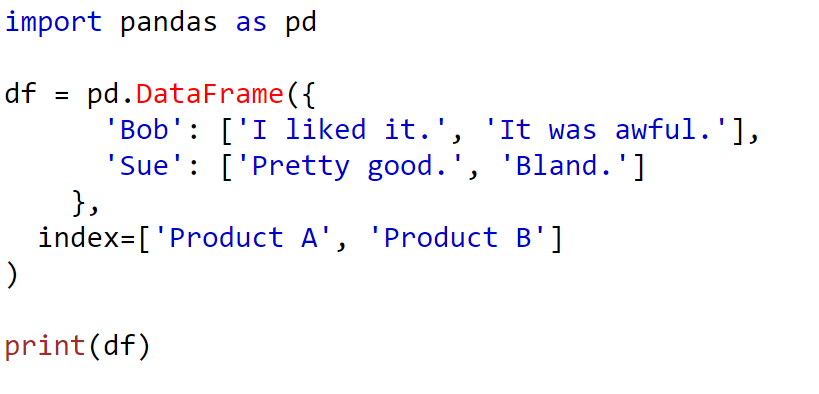 import pandas as pd
df = pd.DataFrame({
'Bob': ['I liked it.', 'It was awful.'],
'Sue': ['Pretty good.', 'Bland.']
},
index=['Product A', 'Product B']
)
print(df)